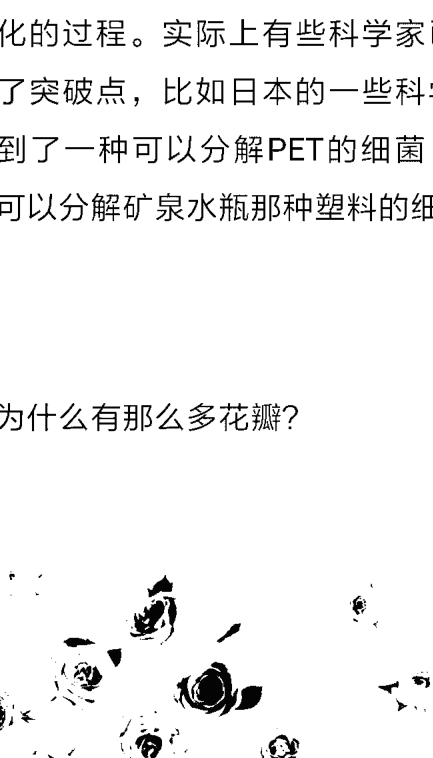 化的过程。实际上有些科学家
了突破点，比如日本的一些科
到了一种可以分解PET的细菌
可以分解矿泉水瓶那种塑料的细
为什么有那么多花瓣？